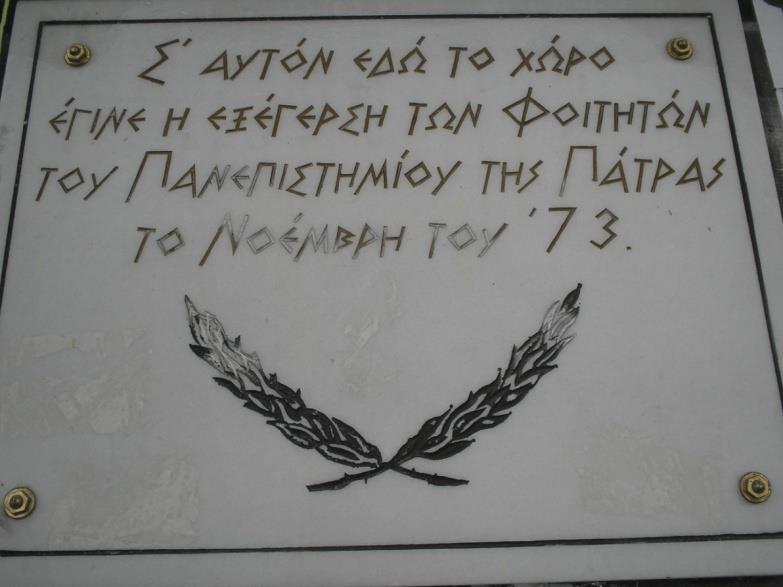 Σ' αυτόν εδώ το χώρο
έγινε η εξέγερση των Φοιτητών
του Πανεπιστημίου της Πάτρας
το Νοέμβρη του '73.